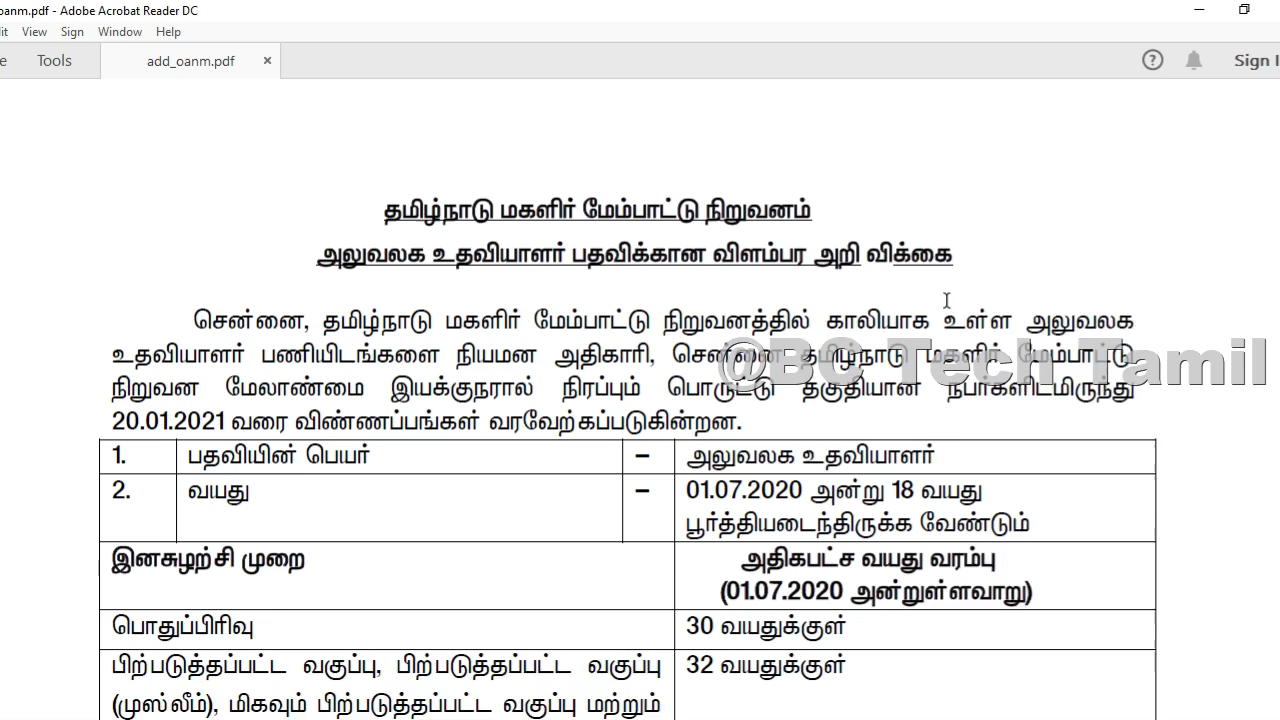 oanm.pdf - Adobe Acrobat Reader DC
it View Sign Window Help
e Tools add_oanm.pdf × ? Sign I
தமிழ்நாடு மகளிர் மேம்பாட்டு நிறுவனம்
அலுவலக உதவியாளர் பதவிக்கான விளம்பர அறி விக்கை
சென்னை, தமிழ்நாடு மகளிர் மேம்பாட்டு நிறுவனத்தில் காலியாக உள்ள அலுவலக
உதவியாளர் பணியிடங்களை நியமன அதிகாரி, சென்னை தமிழ்நாடு மகளிர் மேம்பாட்டு
@BC Tech Tamil
நிறுவன மேலாண்மை இயக்குநரால் நிரப்பும் பொருட்டு தகுதியான நபர்களிடமிருந்து
20.01.2021 வரை விண்ணப்பங்கள் வரவேற்கப்படுகின்றன.
1. பதவியின் பெயர் – அலுவலக உதவியாளர்
2. வயது – 01.07.2020 அன்று 18 வயது
பூர்த்தியடைந்திருக்க வேண்டும்
இனசுழற்சி முறை அதிகபட்ச வயது வரம்பு
(01.07.2020 அன்றுள்ளவாறு)
பொதுப்பிரிவு 30 வயதுக்குள்
பிற்படுத்தப்பட்ட வகுப்பு, பிற்படுத்தப்பட்ட வகுப்பு 32 வயதுக்குள்
(முஸ்லீம்), மிகவும் பிற்படுத்தப்பட்ட வகுப்பு மற்றும்